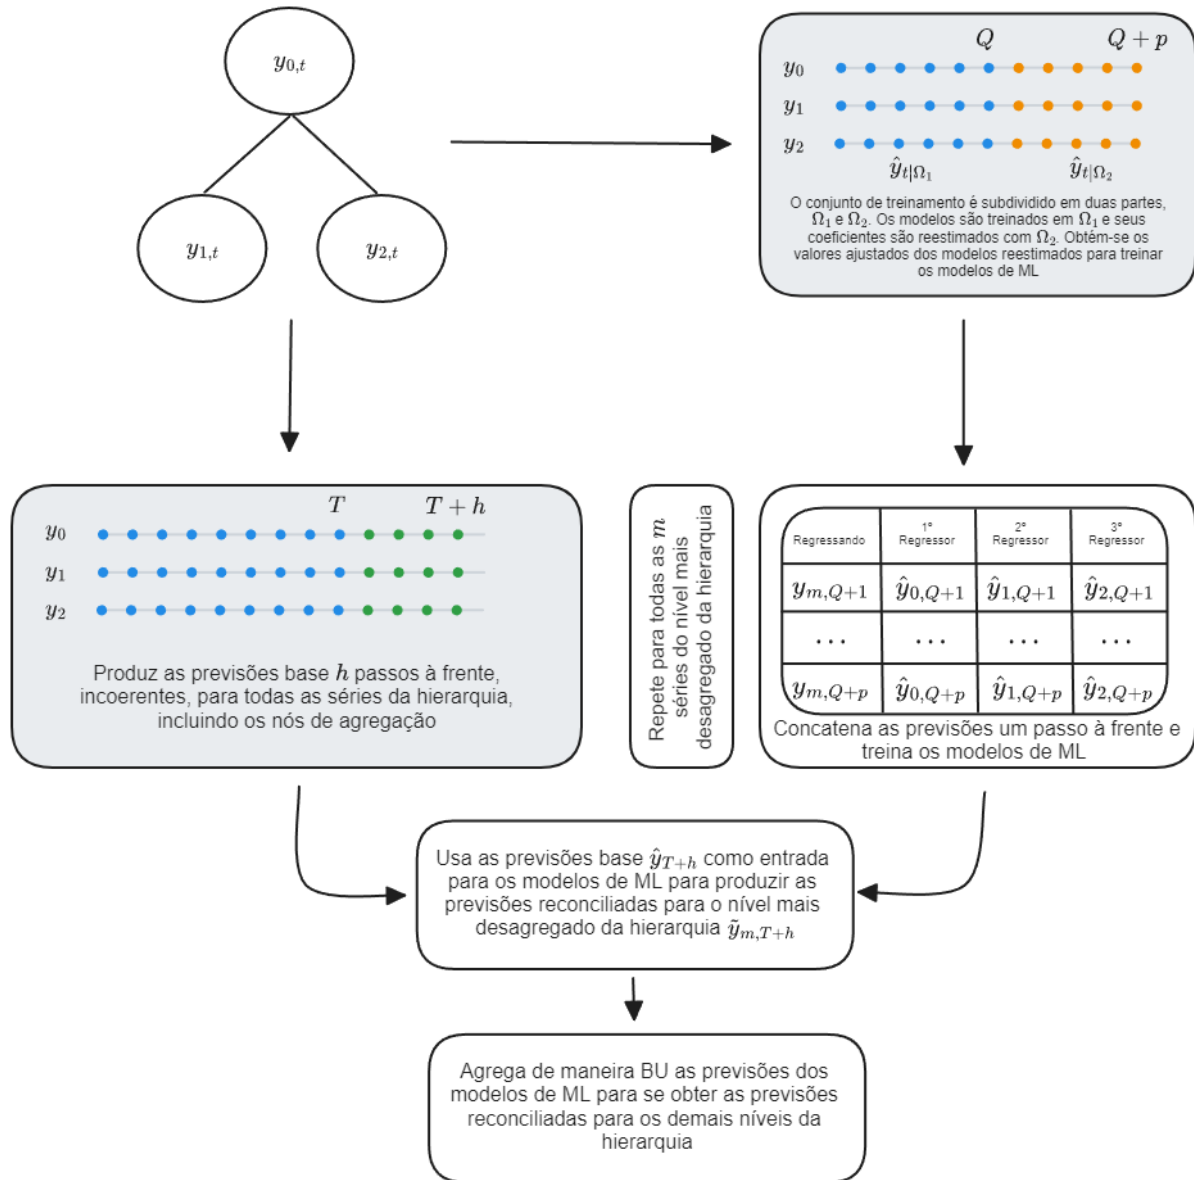 y_{0,t}
y_{1,t}
y_{2,t}
Q
Q + p
y_0
y_1
y_2
ŷ_{t|Ω_1}
ŷ_{t|Ω_2}
O conjunto de treinamento é subdividido em duas partes,
Ω_1 e Ω_2. Os modelos são treinados em Ω_1 e seus
coeficientes são reestimados com Ω_2. Obtém-se os
valores ajustados dos modelos reestimados para treinar
os modelos de ML
T
T + h
y_0
y_1
y_2
Produz as previsões base h passos à frente,
incoerentes, para todas as séries da hierarquia,
incluindo os nós de agregação
Repete para todas as m
séries do nível mais
desagregado da hierarquia
Regressando
1º
Regressor
2º
Regressor
3º
Regressor
y_{m,Q+1} ŷ_{0,Q+1} ŷ_{1,Q+1} ŷ_{2,Q+1}
... ... ... ...
y_{m,Q+p} ŷ_{0,Q+p} ŷ_{1,Q+p} ŷ_{2,Q+p}
Concatena as previsões um passo à frente e
treina os modelos de ML
Usa as previsões base ŷ_{T+h} como entrada
para os modelos de ML para produzir as
previsões reconciliadas para o nível mais
desagregado da hierarquia ỹ_{m,T+h}
Agrega de maneira BU as previsões dos
modelos de ML para se obter as previsões
reconciliadas para os demais níveis da
hierarquia